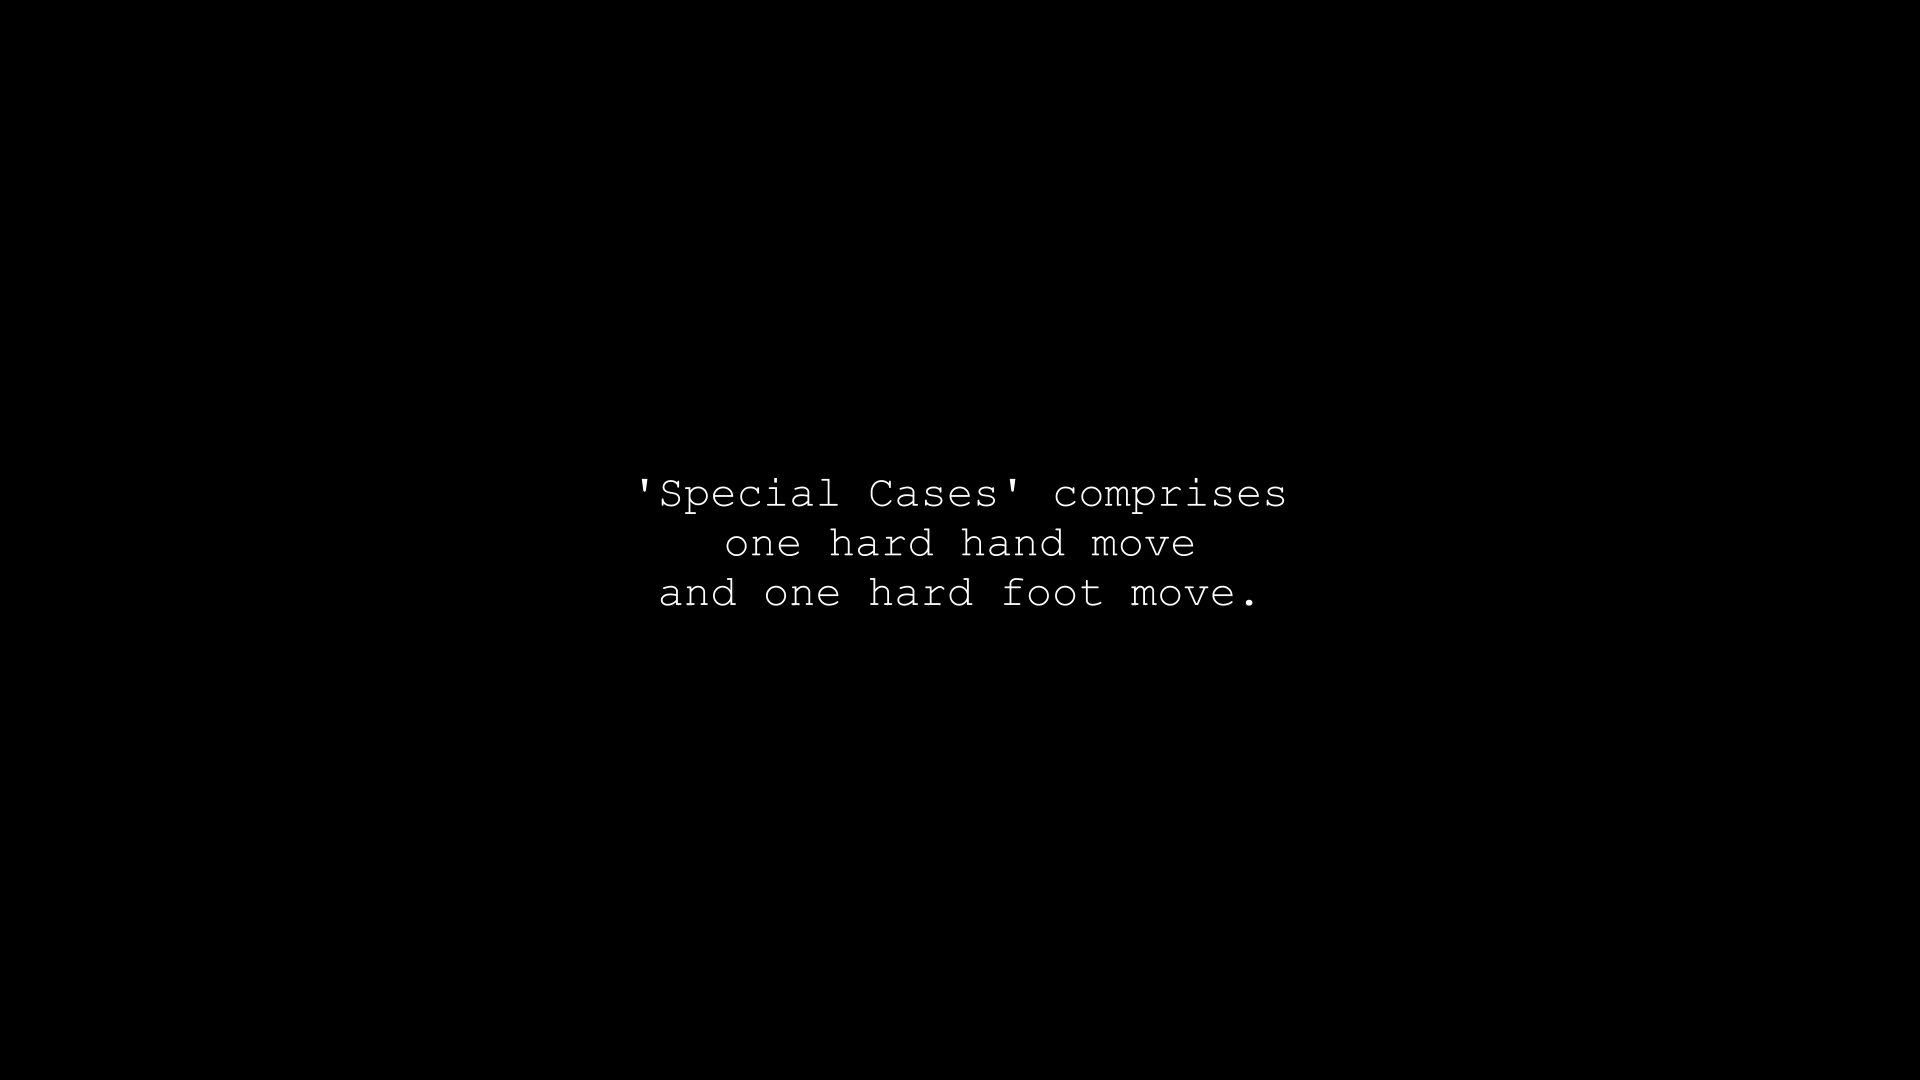 'Special Cases' comprises
one hard hand move
and one hard foot move.